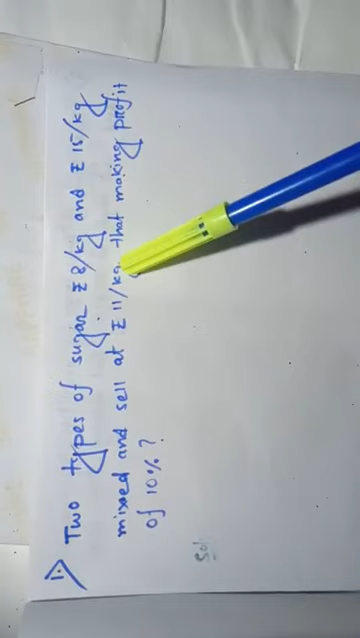 1. Two types of sugar ₹8/kg and ₹15/kg
mixed and sell at ₹11/kg that making profit
of 10%?
Sol